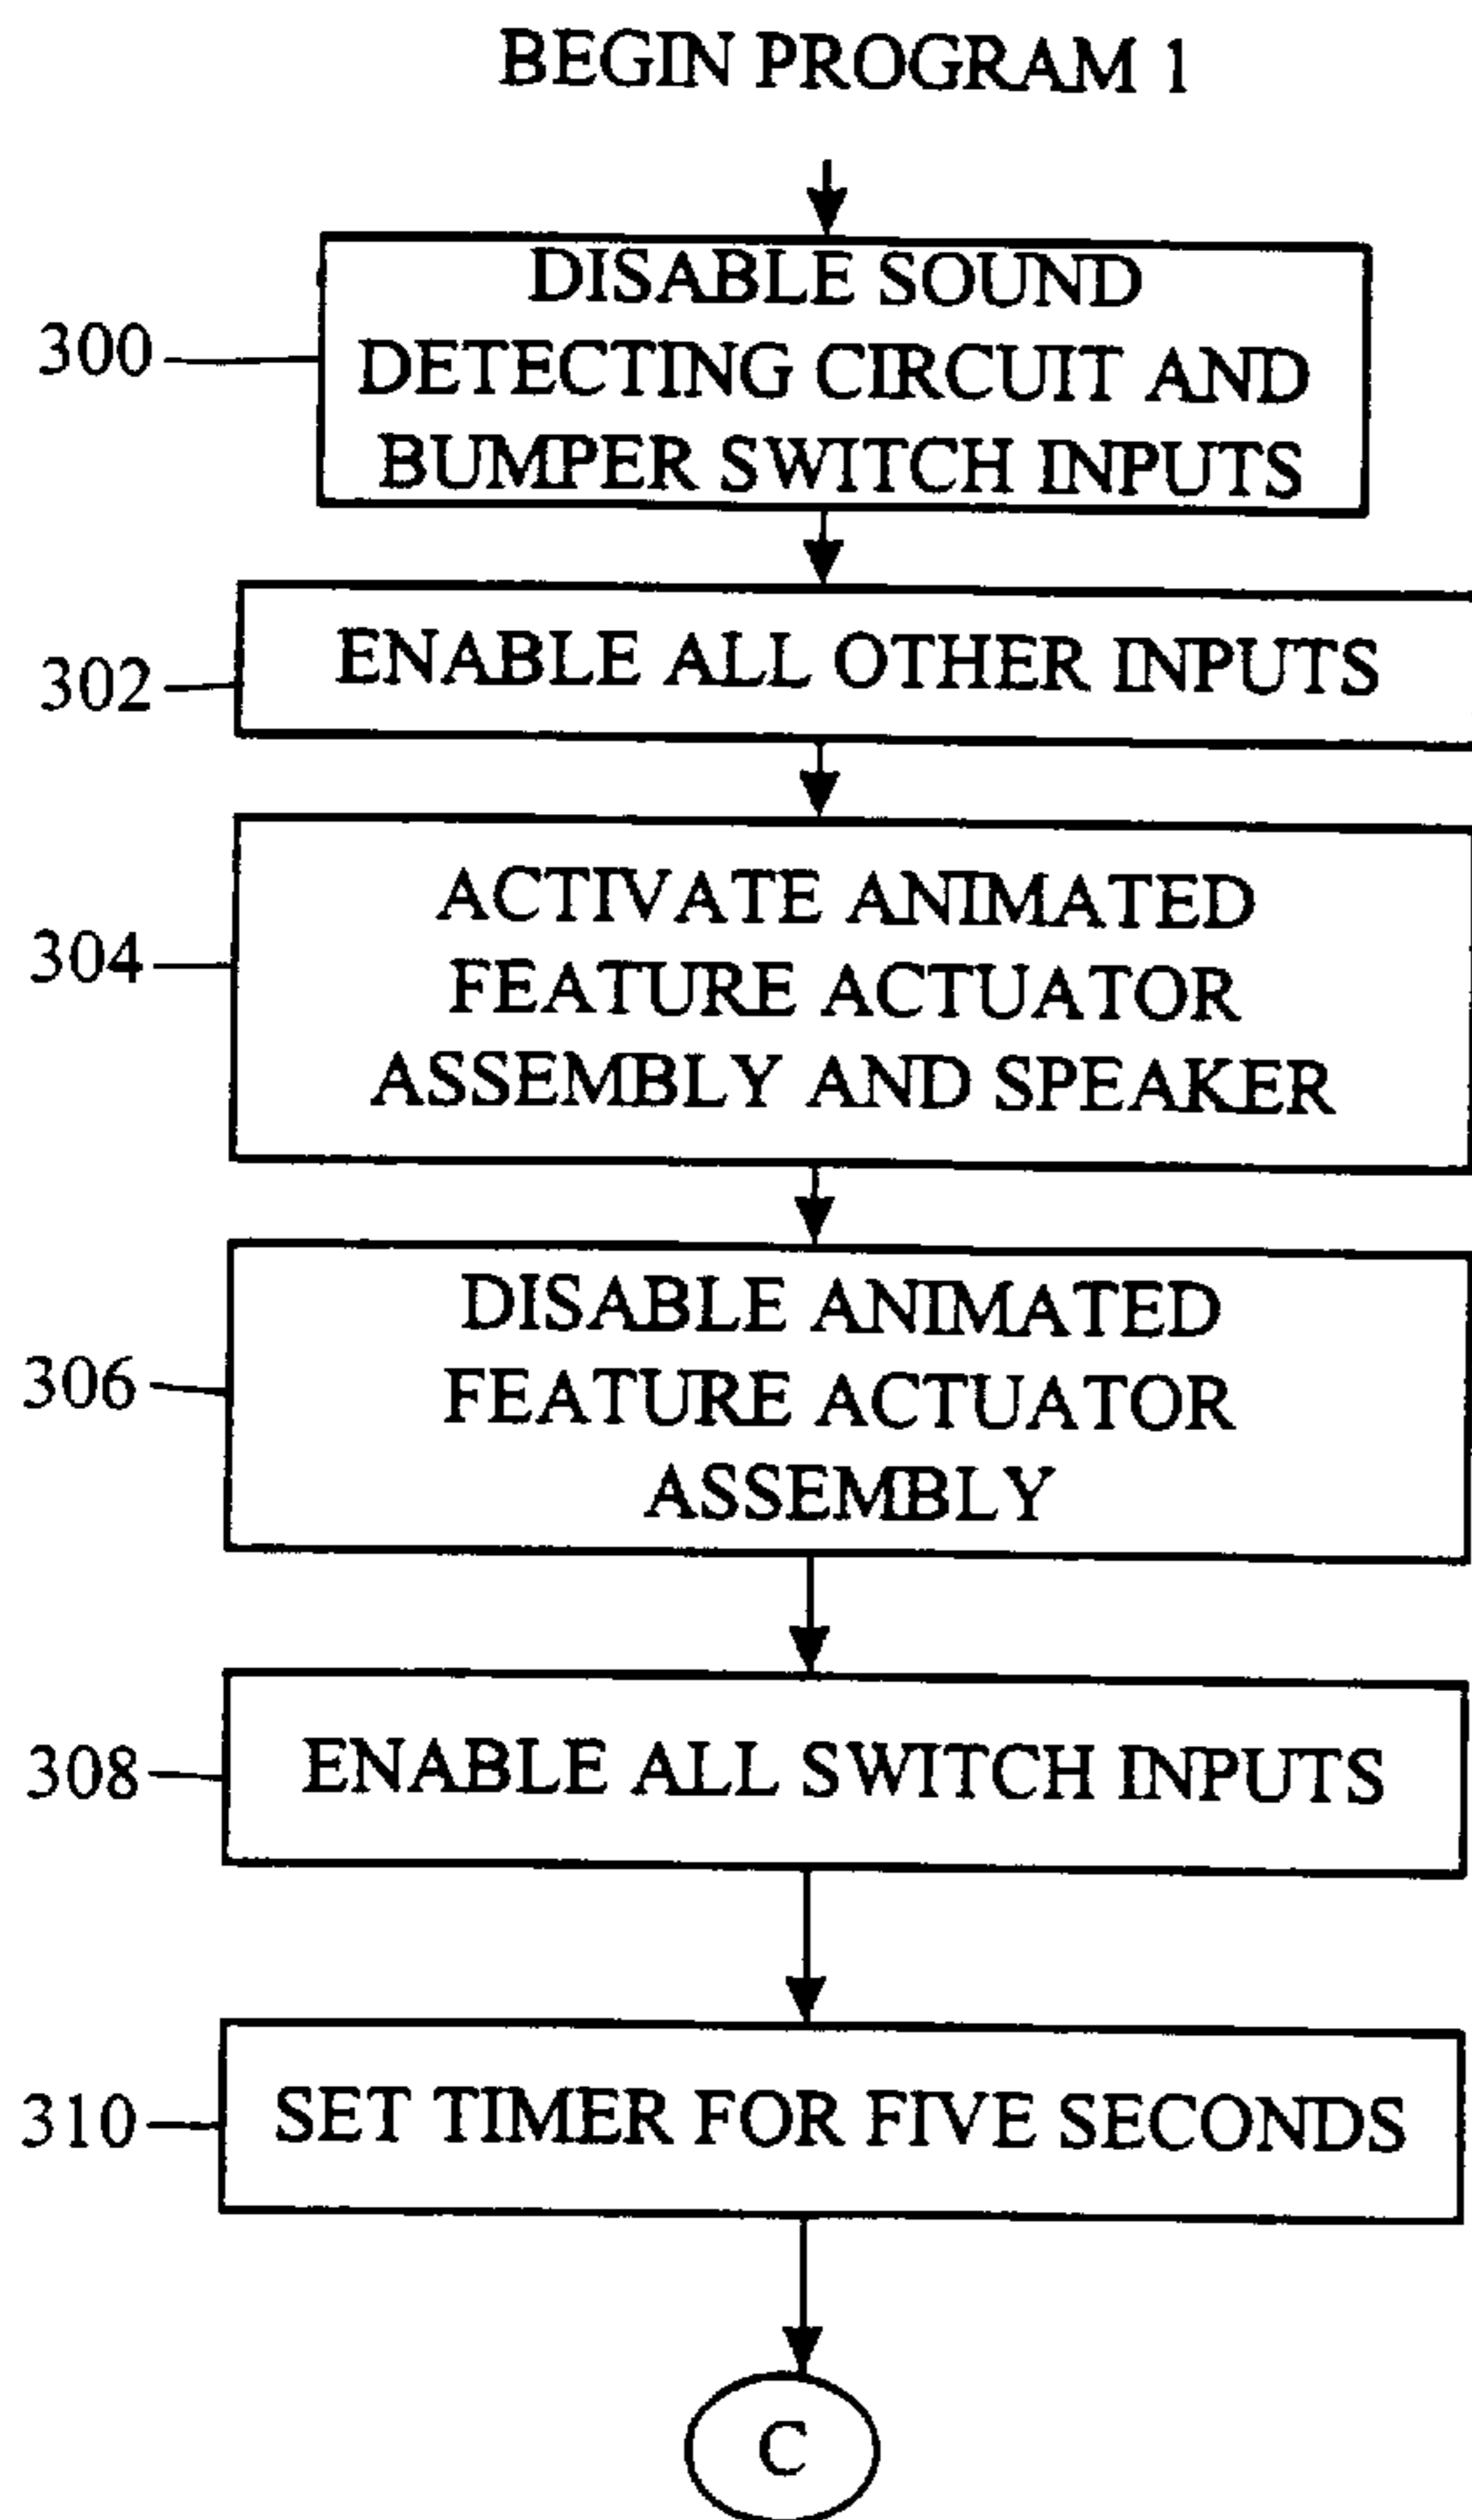 BEGIN PROGRAM 1
300
DISABLE SOUND
DETECTING CIRCUIT AND
BUMPER SWITCH INPUTS
302
ENABLE ALL OTHER INPUTS
304
ACTIVATE ANIMATED
FEATURE ACTUATOR
ASSEMBLY AND SPEAKER
306
DISABLE ANIMATED
FEATURE ACTUATOR
ASSEMBLY
308
ENABLE ALL SWITCH INPUTS
310
SET TIMER FOR FIVE SECONDS
C